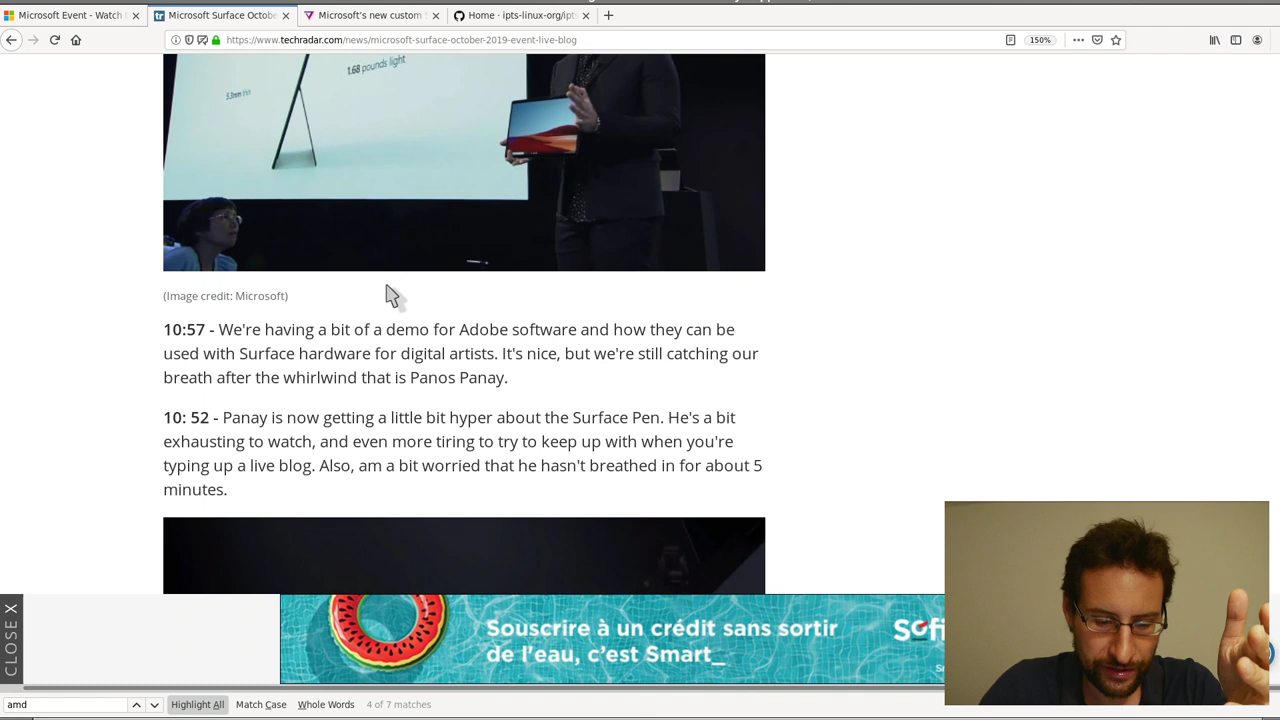 Microsoft Event - Watch
Microsoft Surface Octobe
Microsoft's new custom
Home · ipts-linux-org/ipts
https://www.techradar.com/news/microsoft-surface-october-2019-event-live-blog
150%
1.68 pounds light
5.3mm thin
(Image credit: Microsoft)
10:57 - We're having a bit of a demo for Adobe software and how they can be
used with Surface hardware for digital artists. It's nice, but we're still catching our
breath after the whirlwind that is Panos Panay.
10: 52 - Panay is now getting a little bit hyper about the Surface Pen. He's a bit
exhausting to watch, and even more tiring to try to keep up with when you're
typing up a live blog. Also, am a bit worried that he hasn't breathed in for about 5
minutes.
CLOSE X
Souscrire à un crédit sans sortir
de l'eau, c'est Smart_
amd
Highlight All
Match Case
Whole Words
4 of 7 matches